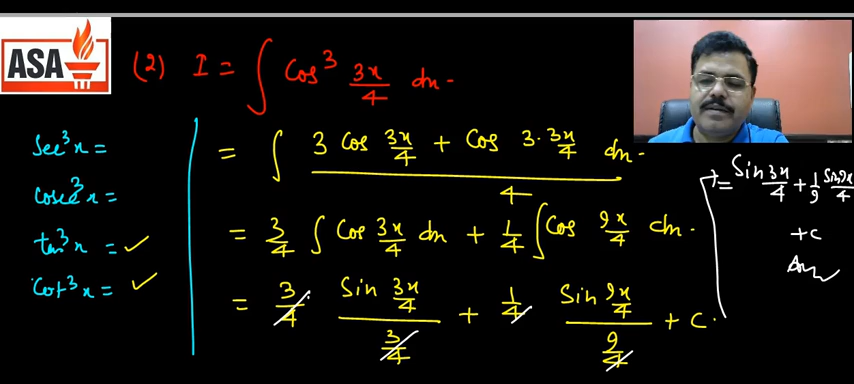 ASA
(2) I = ∫ Cos³ 3x/4 dx.
= ∫ (3 cos 3x/4 + cos 3·3x/4)/4 dx.
= 3/4 ∫ Cos 3x/4 dx + 1/4 ∫ Cos 9x/4 dx.
= 3/4 (Sin 3x/4)/(3/4) + 1/4 (Sin 9x/4)/(9/4) + C.
= Sin 3x/4 + 1/9 Sin 9x/4
+ C
Ans
Sec³x =
cosec³x =
tan³x = ✓
Cot³x = ✓